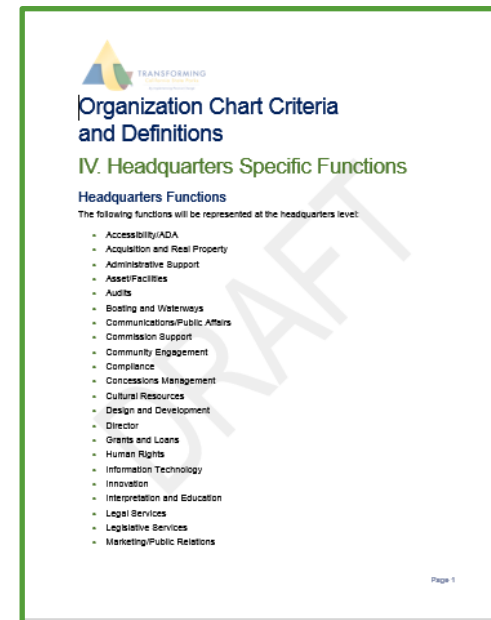 TRANSFORMING
Organization Chart Criteria
and Definitions
IV. Headquarters Specific Functions
Headquarters Functions
The following functions will be represented at the headquarters level:
Accessibility/ADA
Acquisition and Real Property
Administrative Support
Asset/Facilities
Audits
Boating and Waterways
Communications/Public Affairs
Commission Support
Community Engagement
Compliance
Concessions Management
Cultural Resources
Design and Development
Director
Grants and Loans
Human Rights
Information Technology
Innovation
Interpretation and Education
Legal Services
Legislative Services
Marketing/Public Relations
Page 1
DRAFT